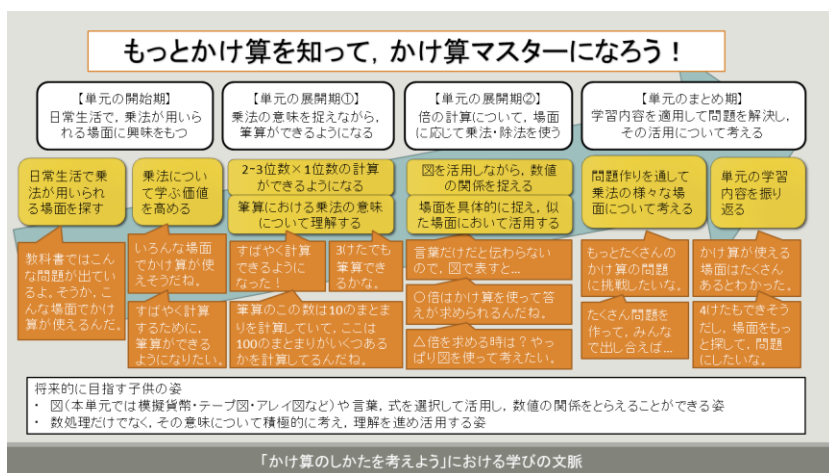 もっとかけ算を知って，かけ算マスターになろう！
【単元の開始期】
日常生活で，乗法が用いら
れる場面に興味をもつ
【単元の展開期①】
乗法の意味を捉えながら，
筆算ができるようになる
【単元の展開期②】
倍の計算について，場面
に応じて乗法・除法を使う
【単元のまとめ期】
学習内容を適用して問題を解決し，
その活用について考える
日常生活で乗
法が用いられ
る場面を探す
乗法につい
て学ぶ価値
を高める
2-3位数×1位数の計算
ができるようになる
筆算における乗法の意味
について理解する
図を活用しながら，数値
の関係を捉える
場面を具体的に捉え，似
た場面において活用する
問題作りを通して
乗法の様々な場
面について考える
単元の学習
内容を振り
返る
教科書ではこん
な問題が出てい
るよ。そうか，こ
んな場面でかけ
算が使えるんだ。
いろんな場面
でかけ算が使
えそうだね。
すばやく計算
するために，
筆算ができる
ようになりたい。
すばやく計算
できるように
なった！
3けたでも
筆算でき
るかな。
筆算のこの数は10のまとま
りを計算していて，ここは
100のまとまりがいくつある
かを計算してるんだね。
言葉だけだと伝わらない
ので，図で表すと…
○倍はかけ算を使って答
えが求められるんだね。
△倍を求める時は？やっ
ぱり図を使って考えたい。
もっとたくさんの
かけ算の問題
に挑戦したいな。
たくさん問題を
作って，みんな
で出し合えば…
かけ算が使える
場面はたくさん
あるとわかった。
4けたもできそう
だし，場面をもっ
と探して，問題
にしたいな。
将来的に目指す子供の姿
・ 図（本単元では模擬貨幣・テープ図・アレイ図など）や言葉，式を選択して活用し，数値の関係をとらえることができる姿
・ 数処理だけでなく，その意味について積極的に考え，理解を進め活用する姿
「かけ算のしかたを考えよう」における学びの文脈